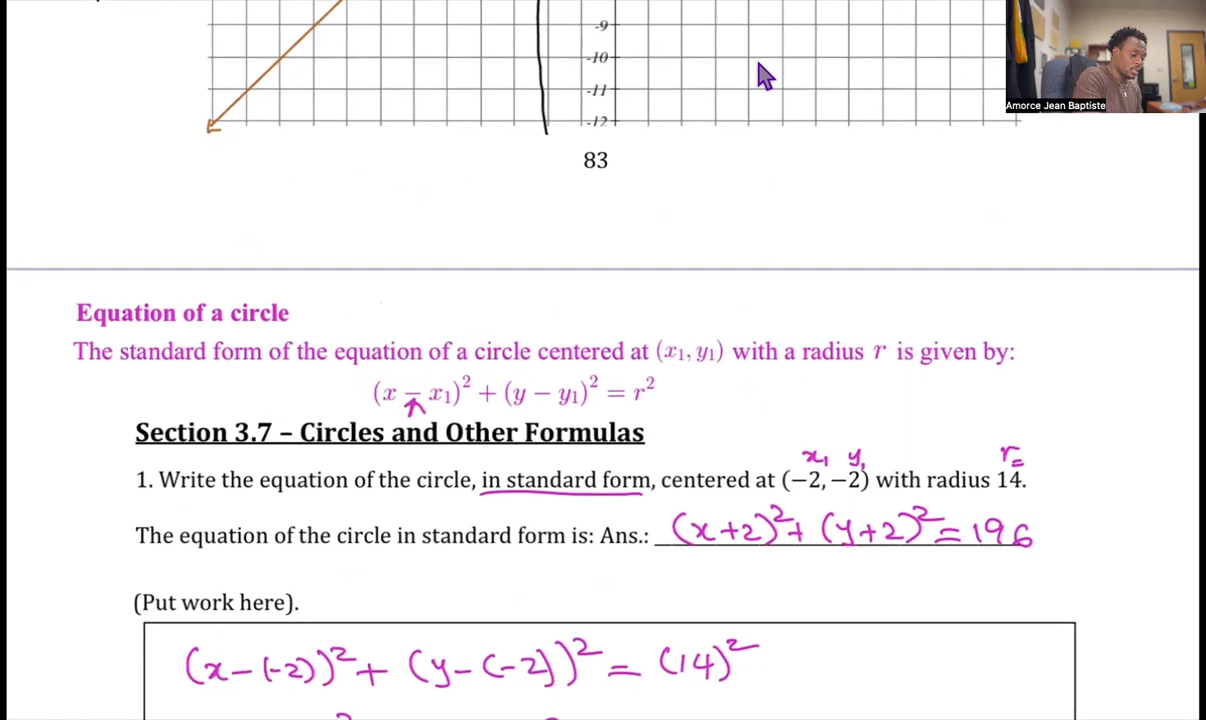 -9
-10
-11
-12
Amorce Jean Baptiste
83
Equation of a circle
The standard form of the equation of a circle centered at (x₁, y₁) with a radius r is given by:
(x − x₁)² + (y − y₁)² = r²
Section 3.7 – Circles and Other Formulas
x₁ y₁ r=
1. Write the equation of the circle, in standard form, centered at (−2, −2) with radius 14.
The equation of the circle in standard form is: Ans.: (x+2)²+ (y+2)²=196
(Put work here).
(x-(-2))²+ (y-(-2))² = (14)²